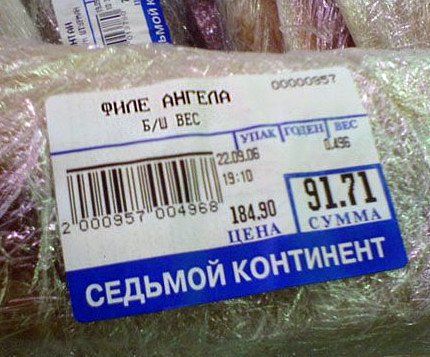 ФИЛЕ АНГЕЛА
00000957
Б/Ш ВЕС
УПАК ГОДЕН ВЕС
22.09.06 0.496
19:10
2 000957 004968
184.90 91.71
ЦЕНА СУММА
СЕДЬМОЙ КОНТИНЕНТ